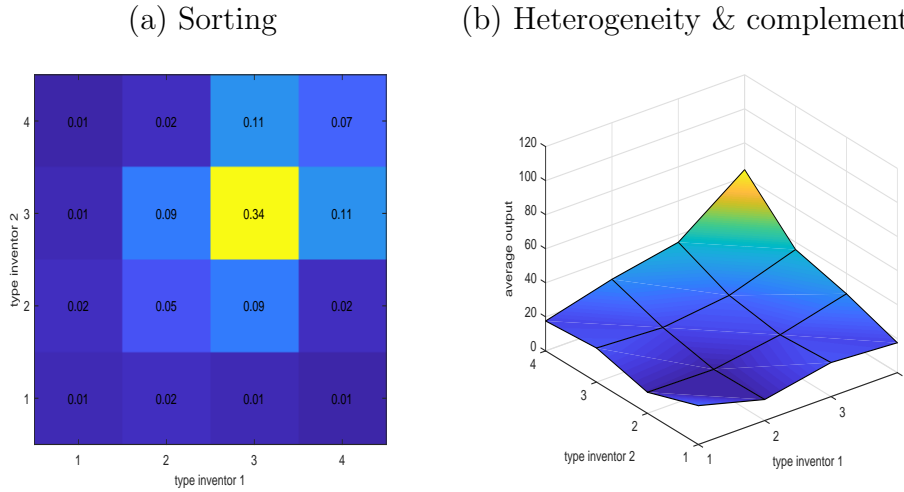 (a) Sorting
(b) Heterogeneity & complement
4
0.01 0.02 0.11 0.07
3
0.01 0.09 0.34 0.11
2
0.02 0.05 0.09 0.02
1
0.01 0.02 0.01 0.01
1 2 3 4
type inventor 1
type inventor 2
120
100
80
60
40
20
0
average output
4
3
2
1
type inventor 2
1
2
3
type inventor 1